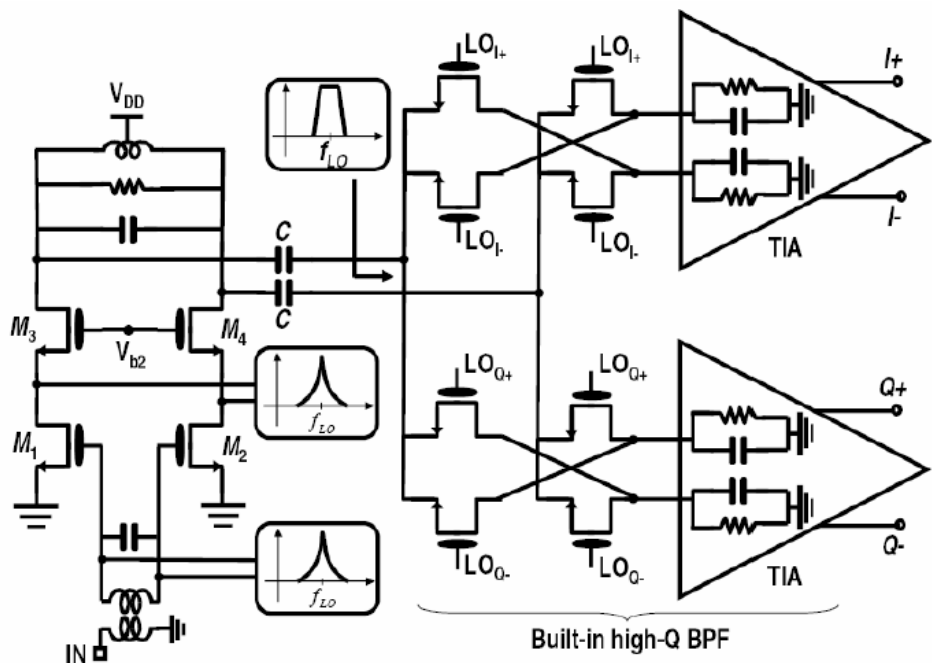 V_DD
C
C
M_3
M_4
V_b2
M_1
M_2
IN
f_LO
f_LO
f_LO
LO_I+
LO_I+
LO_I-
LO_I-
I+
I-
TIA
LO_Q+
LO_Q+
LO_Q-
LO_Q-
Q+
Q-
TIA
Built-in high-Q BPF